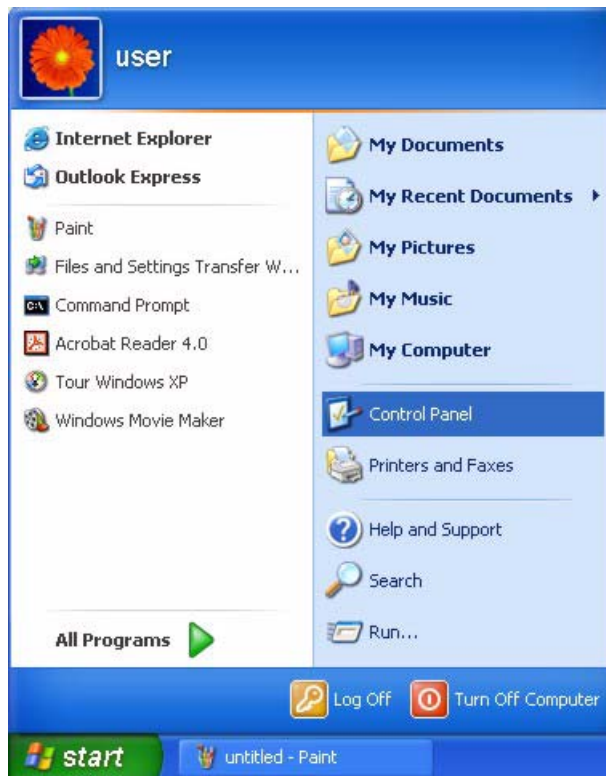 user
Internet Explorer
Outlook Express
Paint
Files and Settings Transfer W...
C:\
Command Prompt
Acrobat Reader 4.0
Tour Windows XP
Windows Movie Maker
All Programs
My Documents
My Recent Documents
My Pictures
My Music
My Computer
Control Panel
Printers and Faxes
Help and Support
Search
Run...
Log Off
Turn Off Computer
start
untitled - Paint